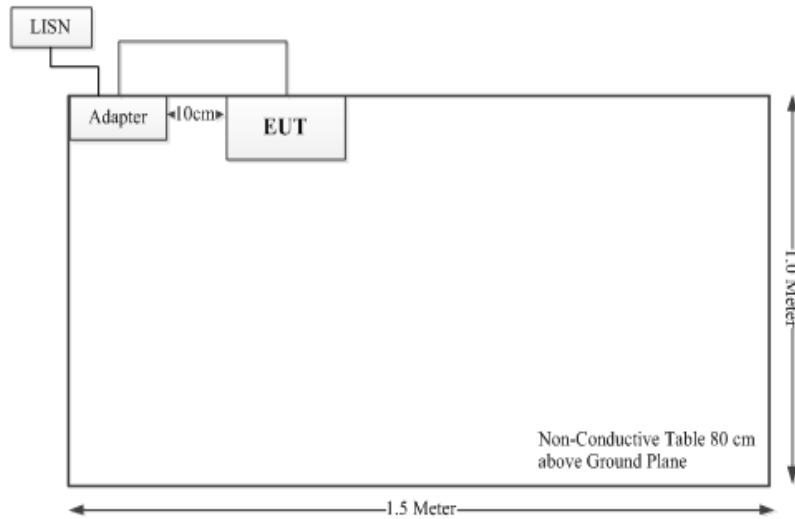 LISN
Adapter
10cm
EUT
1.0 Meter
Non-Conductive Table 80 cm
above Ground Plane
1.5 Meter